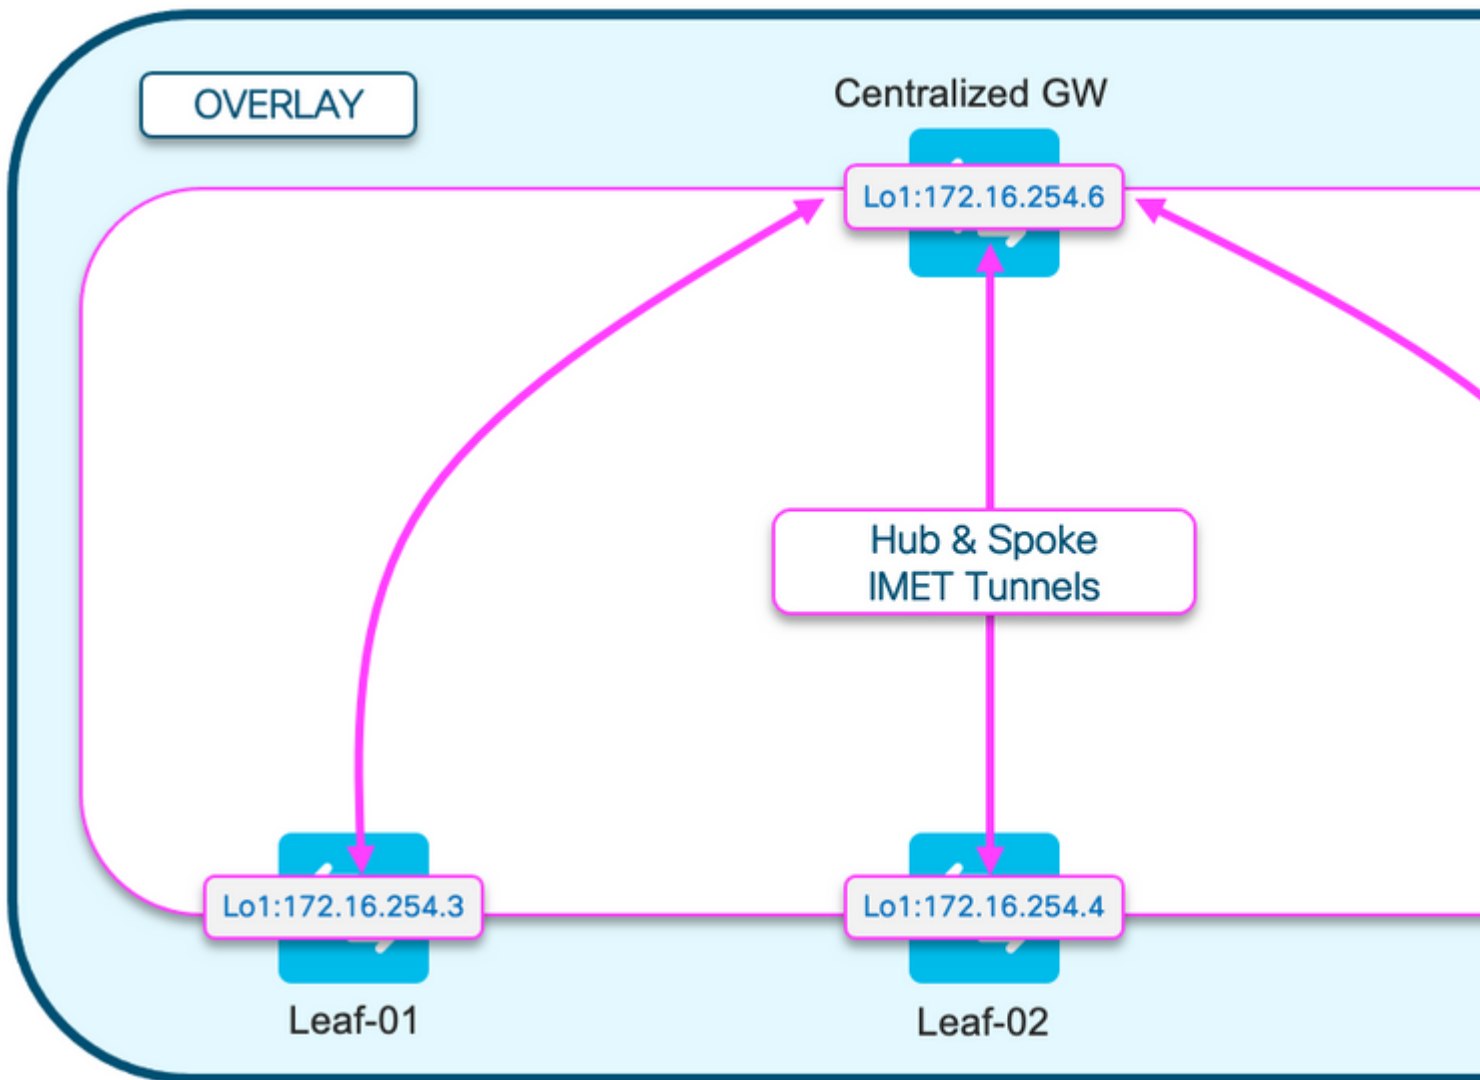 OVERLAY
Centralized GW
Lo1:172.16.254.6
Hub & Spoke
IMET Tunnels
Lo1:172.16.254.3
Lo1:172.16.254.4
Leaf-01
Leaf-02